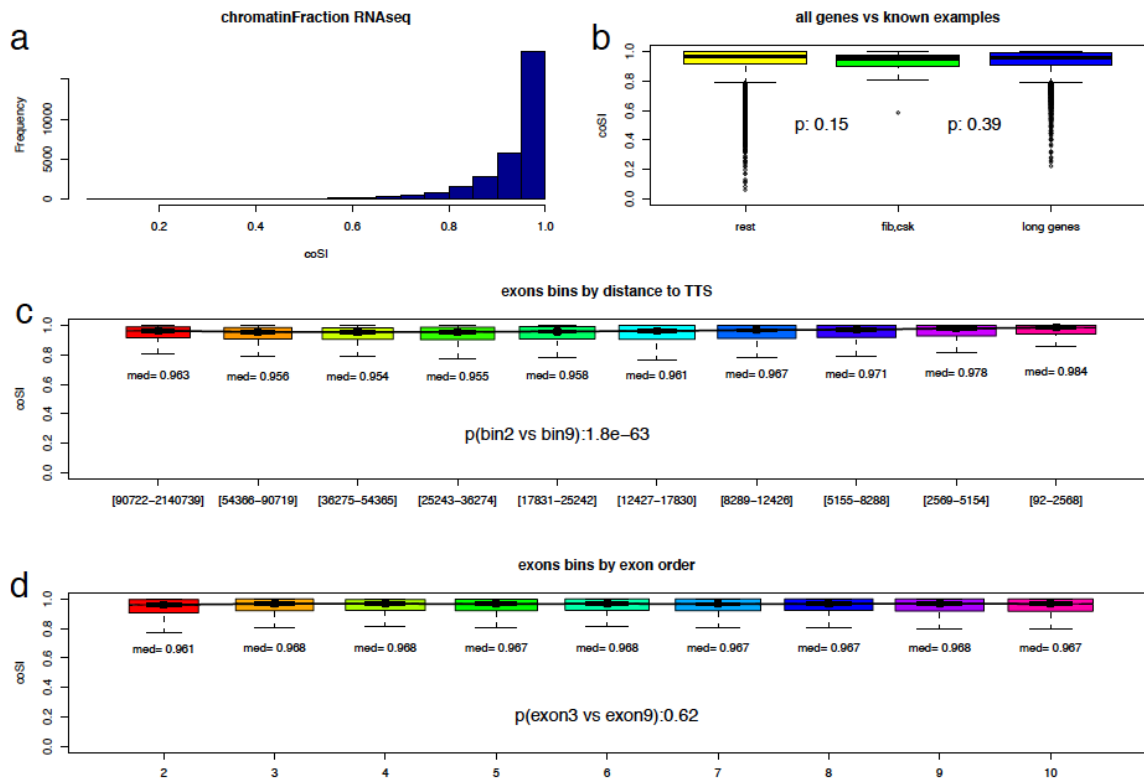 a
chromatinFraction RNAseq
Frequency
0 5000 10000
0.2 0.4 0.6 0.8 1.0
coSI
b
all genes vs known examples
coSI
0.0 0.2 0.4 0.6 0.8 1.0
p: 0.15 p: 0.39
rest fib,csk long genes
c
exons bins by distance to TTS
coSI
0.0 0.2 0.4 0.6 0.8 1.0
med= 0.963 med= 0.956 med= 0.954 med= 0.955 med= 0.958 med= 0.961 med= 0.967 med= 0.971 med= 0.978 med= 0.984
p(bin2 vs bin9):1.8e−63
[90722−2140739] [54366−90719] [36275−54365] [25243−36274] [17831−25242] [12427−17830] [8289−12426] [5155−8288] [2569−5154] [92−2568]
d
exons bins by exon order
coSI
0.0 0.2 0.4 0.6 0.8 1.0
med= 0.961 med= 0.968 med= 0.968 med= 0.967 med= 0.968 med= 0.967 med= 0.967 med= 0.968 med= 0.967
p(exon3 vs exon9):0.62
2 3 4 5 6 7 8 9 10